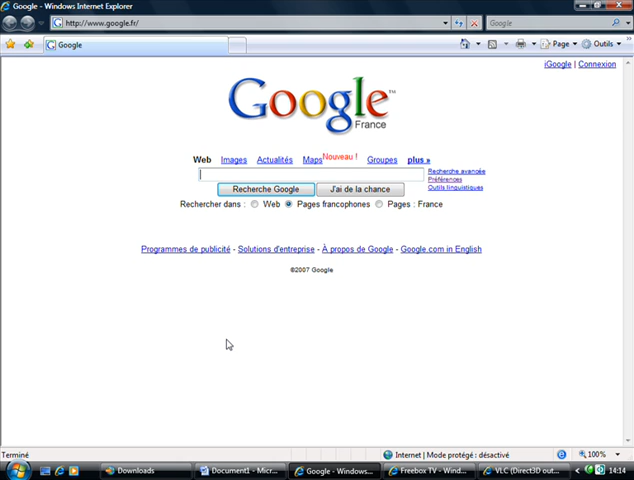 Google - Windows Internet Explorer
http://www.google.fr/
Google
Google
Page
Outils
iGoogle | Connexion
Google™
France
Web Images Actualités Maps Nouveau ! Groupes plus »
Recherche avancée
Préférences
Outils linguistiques
Recherche Google J'ai de la chance
Rechercher dans : Web Pages francophones Pages : France
Programmes de publicité - Solutions d'entreprise - À propos de Google - Google.com in English
©2007 Google
Terminé
Internet | Mode protégé : désactivé
100%
Downloads
Document1 - Micr...
Google - Windows...
Freebox TV - Wind...
VLC (Direct3D out...
14:14